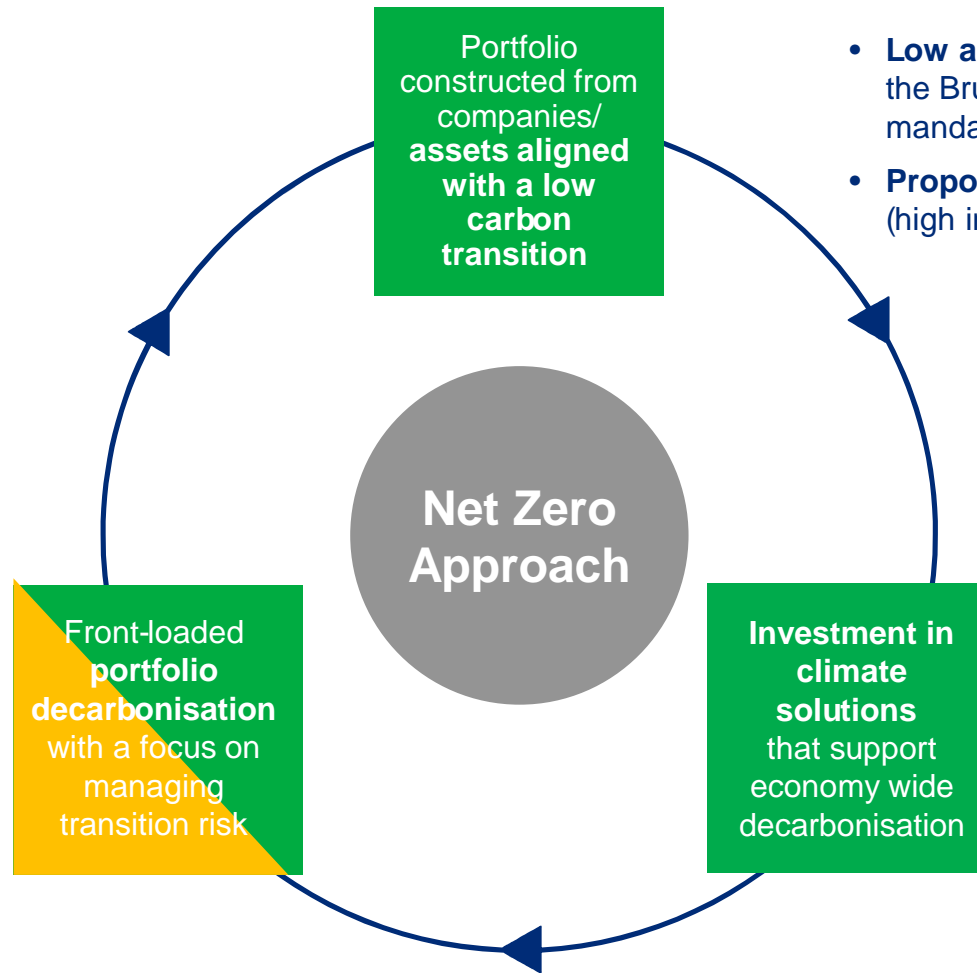 Portfolio
constructed from
companies/
assets aligned
with a low
carbon
transition
• Low a
the Bru
manda
• Propo
(high in
Net Zero
Approach
Front-loaded
portfolio
decarbonisation
with a focus on
managing
transition risk
Investment in
climate
solutions
that support
economy wide
decarbonisation